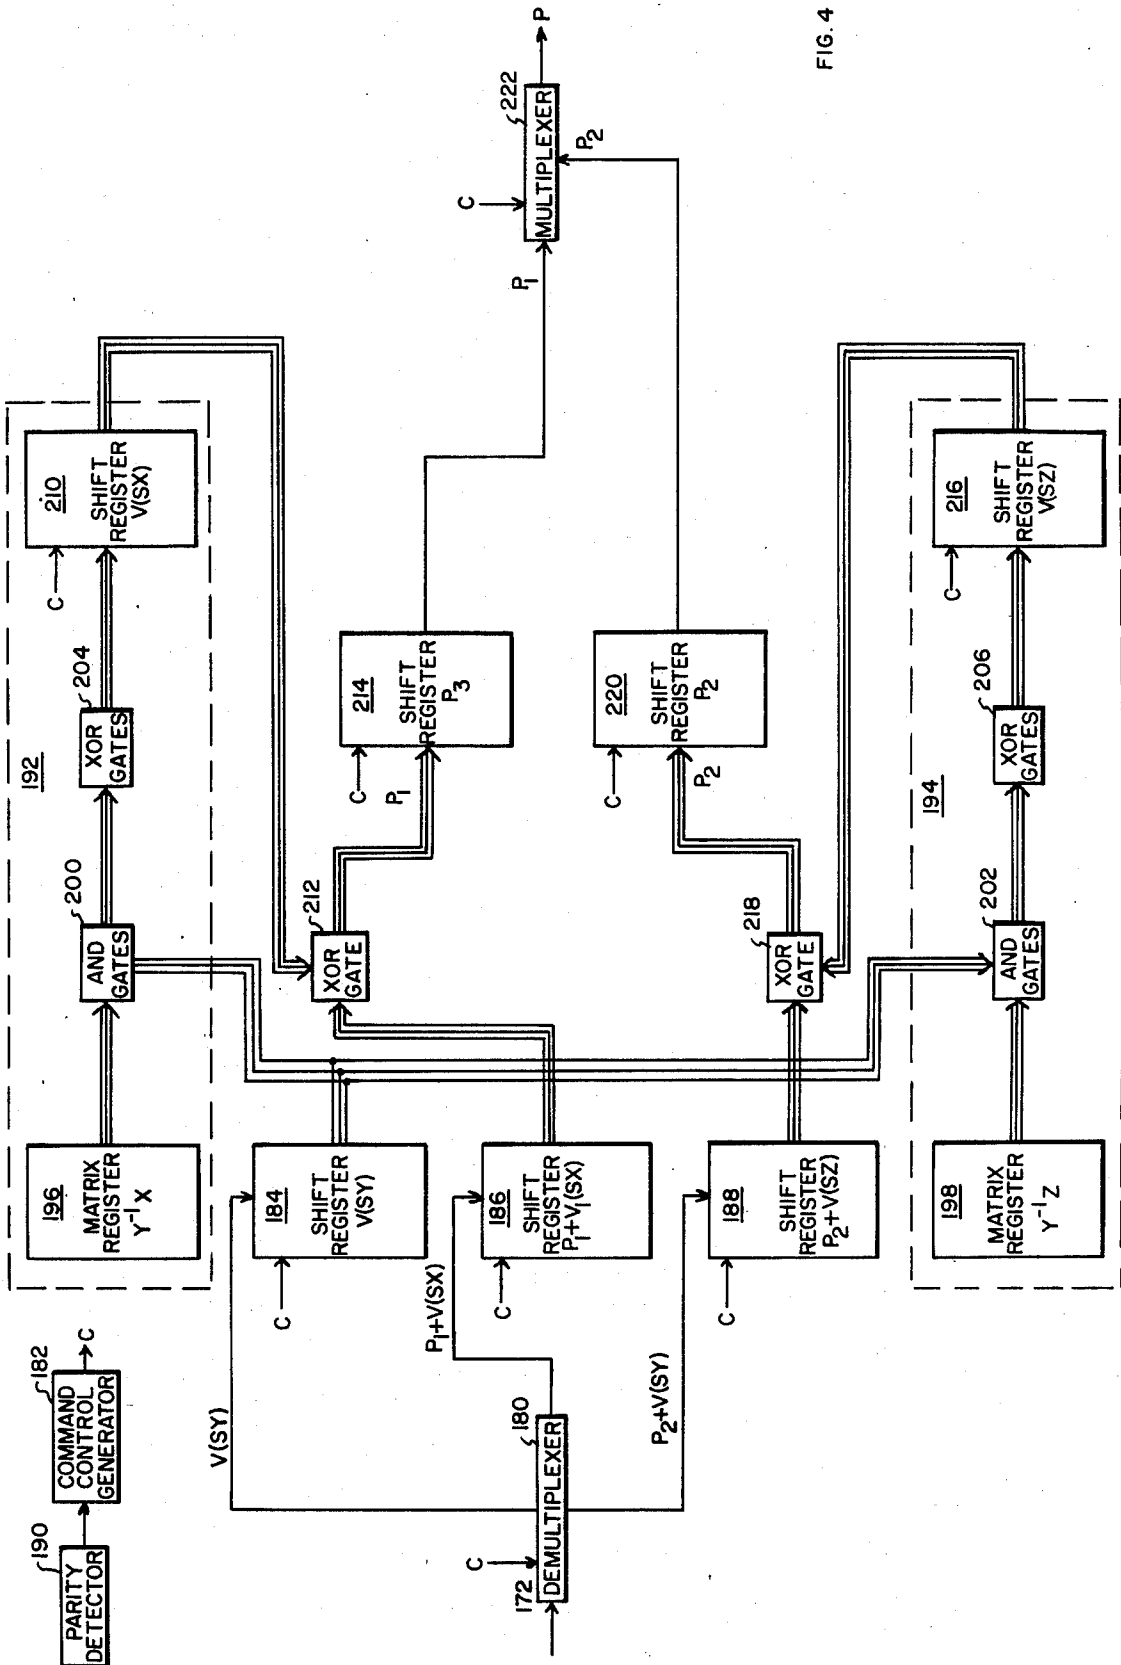 190
PARITY
DETECTOR
182
COMMAND
CONTROL
GENERATOR
C
192
196
MATRIX
REGISTER
Y⁻¹X
200
AND
GATES
204
XOR
GATES
C
210
SHIFT
REGISTER
V(SX)
V(SY)
C
184
SHIFT
REGISTER
V(SY)
172
C
180
DEMULTIPLEXER
P₁+V(SX)
C
186
SHIFT
REGISTER
P₁+V₁(SX)
212
XOR
GATE
P₁
C
214
SHIFT
REGISTER
P₃
P₁
C
222
MULTIPLEXER
P
P₂
P₂+V(SY)
C
188
SHIFT
REGISTER
P₂+V(SZ)
218
XOR
GATE
P₂
C
220
SHIFT
REGISTER
P₂
194
198
MATRIX
REGISTER
Y⁻¹Z
202
AND
GATES
206
XOR
GATES
C
216
SHIFT
REGISTER
V(SZ)
FIG. 4